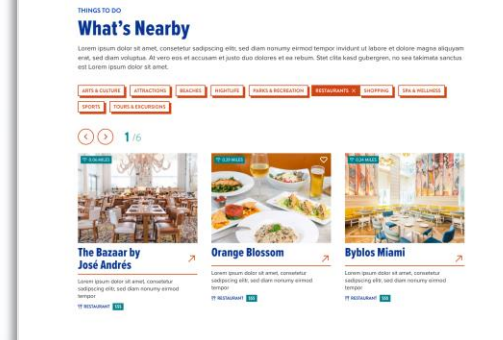 THINGS TO DO
What's Nearby
Lorem ipsum dolor sit amet, consetetur sadipscing elitr, sed diam nonumy eirmod tempor invidunt ut labore et dolore magna aliquyam
erat, sed diam voluptua. At vero eos et accusam et justo duo dolores et ea rebum. Stet clita kasd gubergren, no sea takimata sanctus
est Lorem ipsum dolor sit amet.
ARTS & CULTURE ATTRACTIONS BEACHES NIGHTLIFE PARKS & RECREATION RESTAURANTS × SHOPPING SPA & WELLNESS
SPORTS TOURS & EXCURSIONS
1 /6
MILES
MILES
MILES
The Bazaar by
José Andrés
Lorem ipsum dolor sit amet, consetetur
sadipscing elitr, sed diam nonumy eirmod
tempor
RESTAURANT $$$
Orange Blossom
Lorem ipsum dolor sit amet, consetetur
sadipscing elitr, sed diam nonumy eirmod
tempor
RESTAURANT
Byblos Miami
Lorem ipsum dolor sit amet, consetetur
sadipscing elitr, sed diam nonumy eirmod
tempor
RESTAURANT